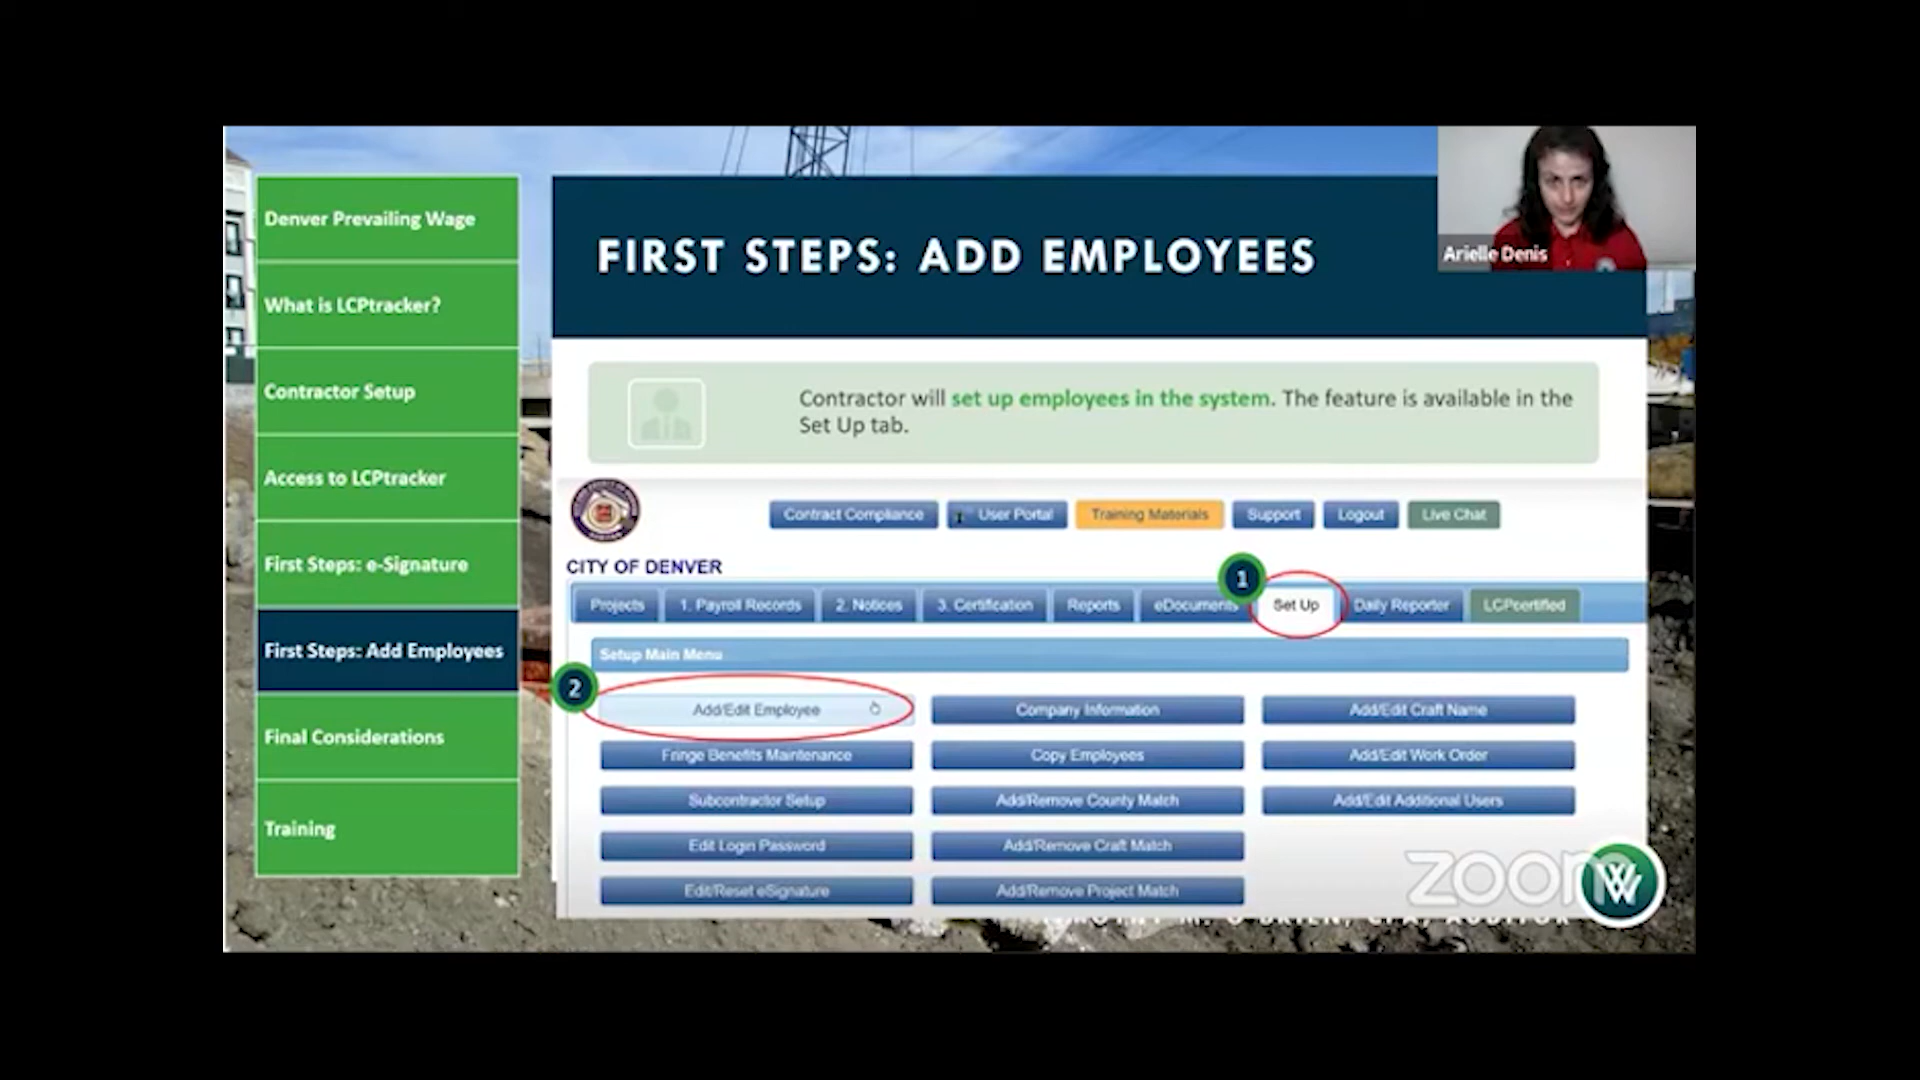 Arielle Denis
Denver Prevailing Wage
What is LCPtracker?
Contractor Setup
Access to LCPtracker
First Steps: e-Signature
First Steps: Add Employees
Final Considerations
Training
FIRST STEPS: ADD EMPLOYEES
Contractor will set up employees in the system. The feature is available in the
Set Up tab.
Contract Compliance User Portal Training Materials Support Logout Live Chat
CITY OF DENVER
1
Projects 1. Payroll Records 2. Notices 3. Certification Reports eDocuments Set Up Daily Reporter LCPcertified
Setup Main Menu
2
Add/Edit Employee Company Information Add/Edit Craft Name
Fringe Benefits Maintenance Copy Employees Add/Edit Work Order
Subcontractor Setup Add/Remove County Match Add/Edit Additional Users
Edit Login Password Add/Remove Craft Match
Edit/Reset eSignature Add/Remove Project Match
zoom
W